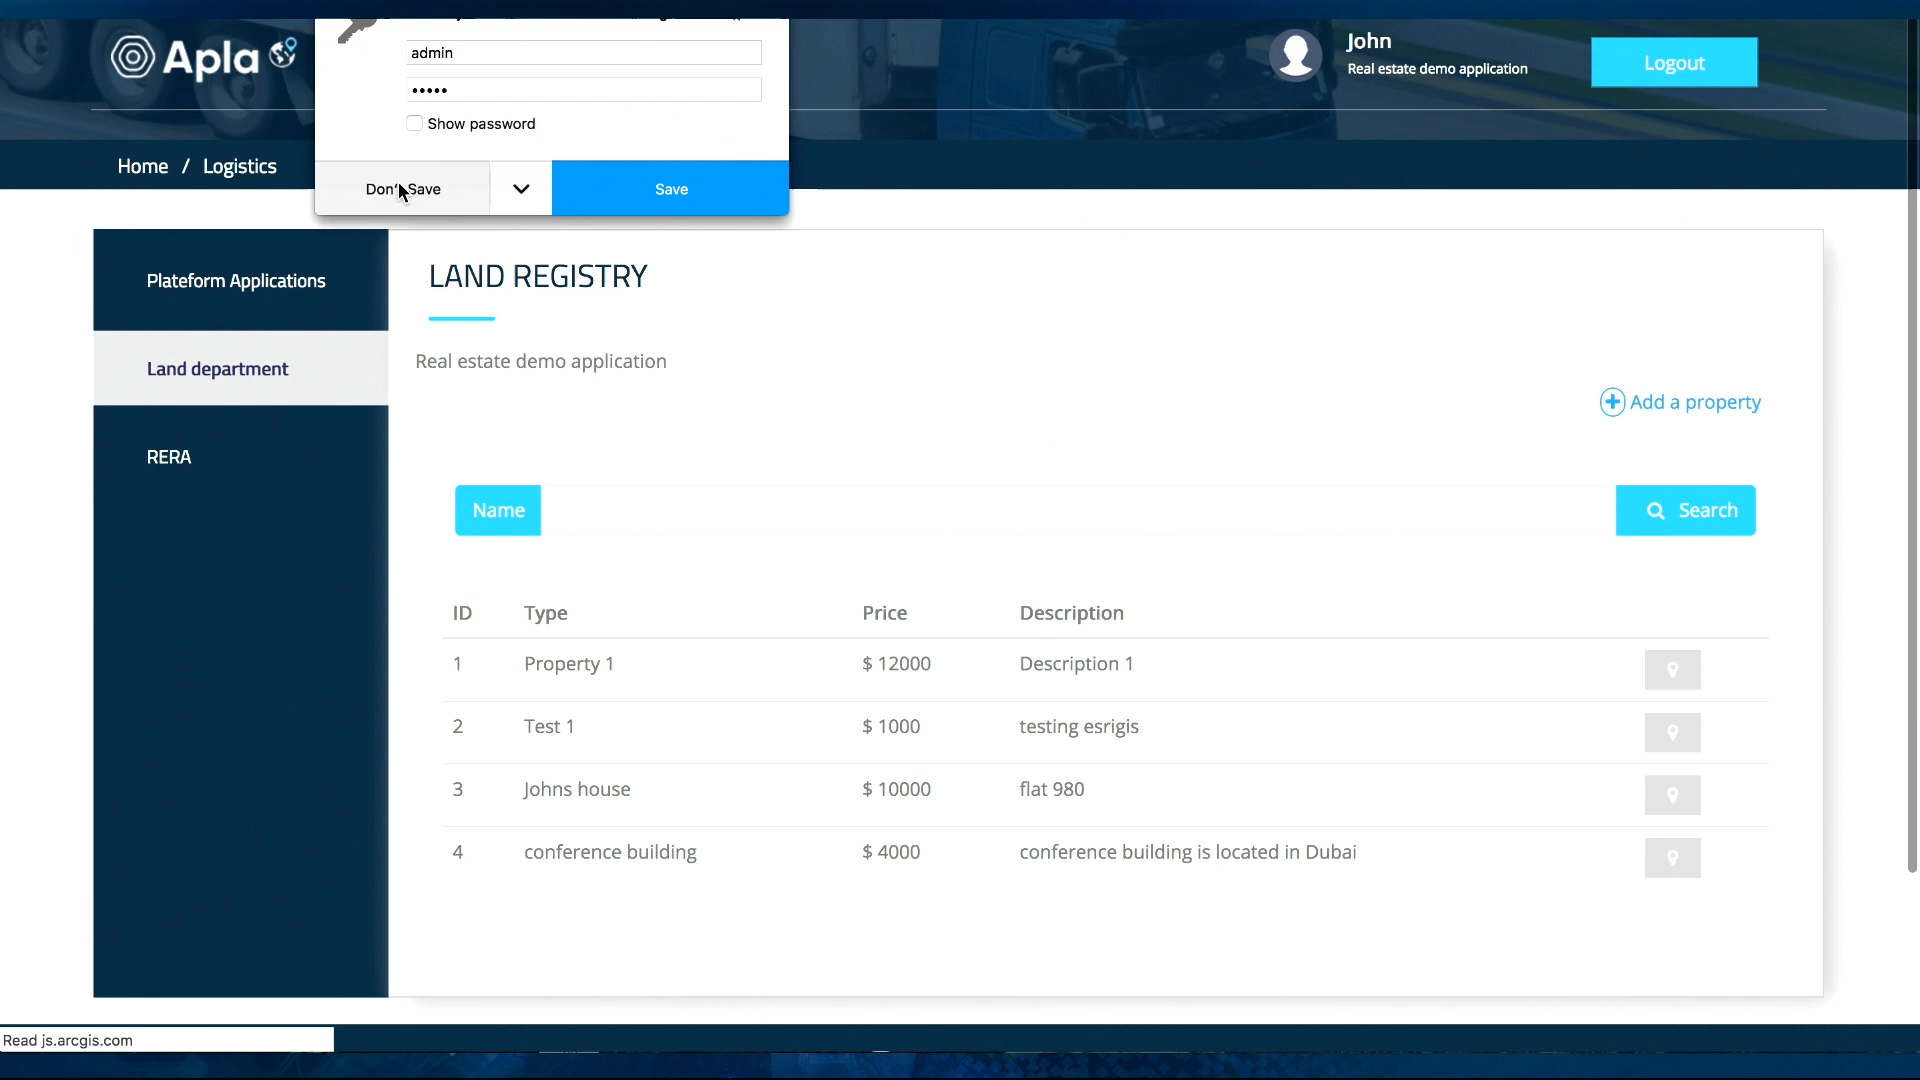 admin
•••••
Show password
Don't Save
Save
Apla
John
Real estate demo application
Logout
Home / Logistics
Plateform Applications
Land department
RERA
LAND REGISTRY
Real estate demo application
Add a property
Name
Search
ID Type Price Description
1 Property 1 $ 12000 Description 1
2 Test 1 $ 1000 testing esrigis
3 Johns house $ 10000 flat 980
4 conference building $ 4000 conference building is located in Dubai
Read js.arcgis.com